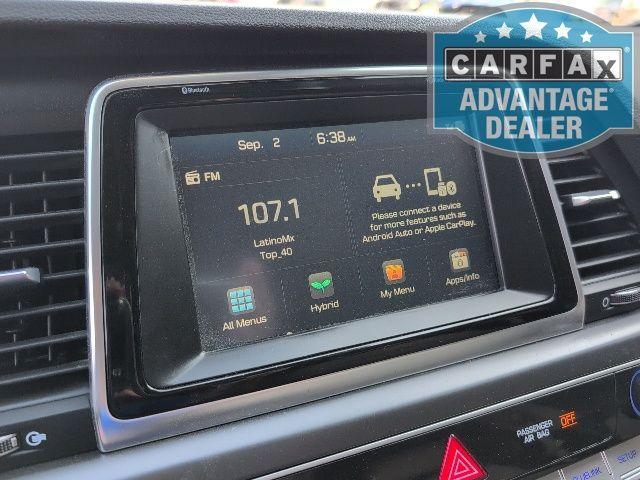 CARFAX
ADVANTAGE
DEALER
Bluetooth
Sep. 2
6:38 AM
FM
107.1
LatinoMx
Top_40
Please connect a device
for more features such as
Android Auto or Apple CarPlay.
All Menus
Hybrid
My Menu
Apps/Info
PASSENGER
AIR BAG
OFF
BLUELINK
SETUP